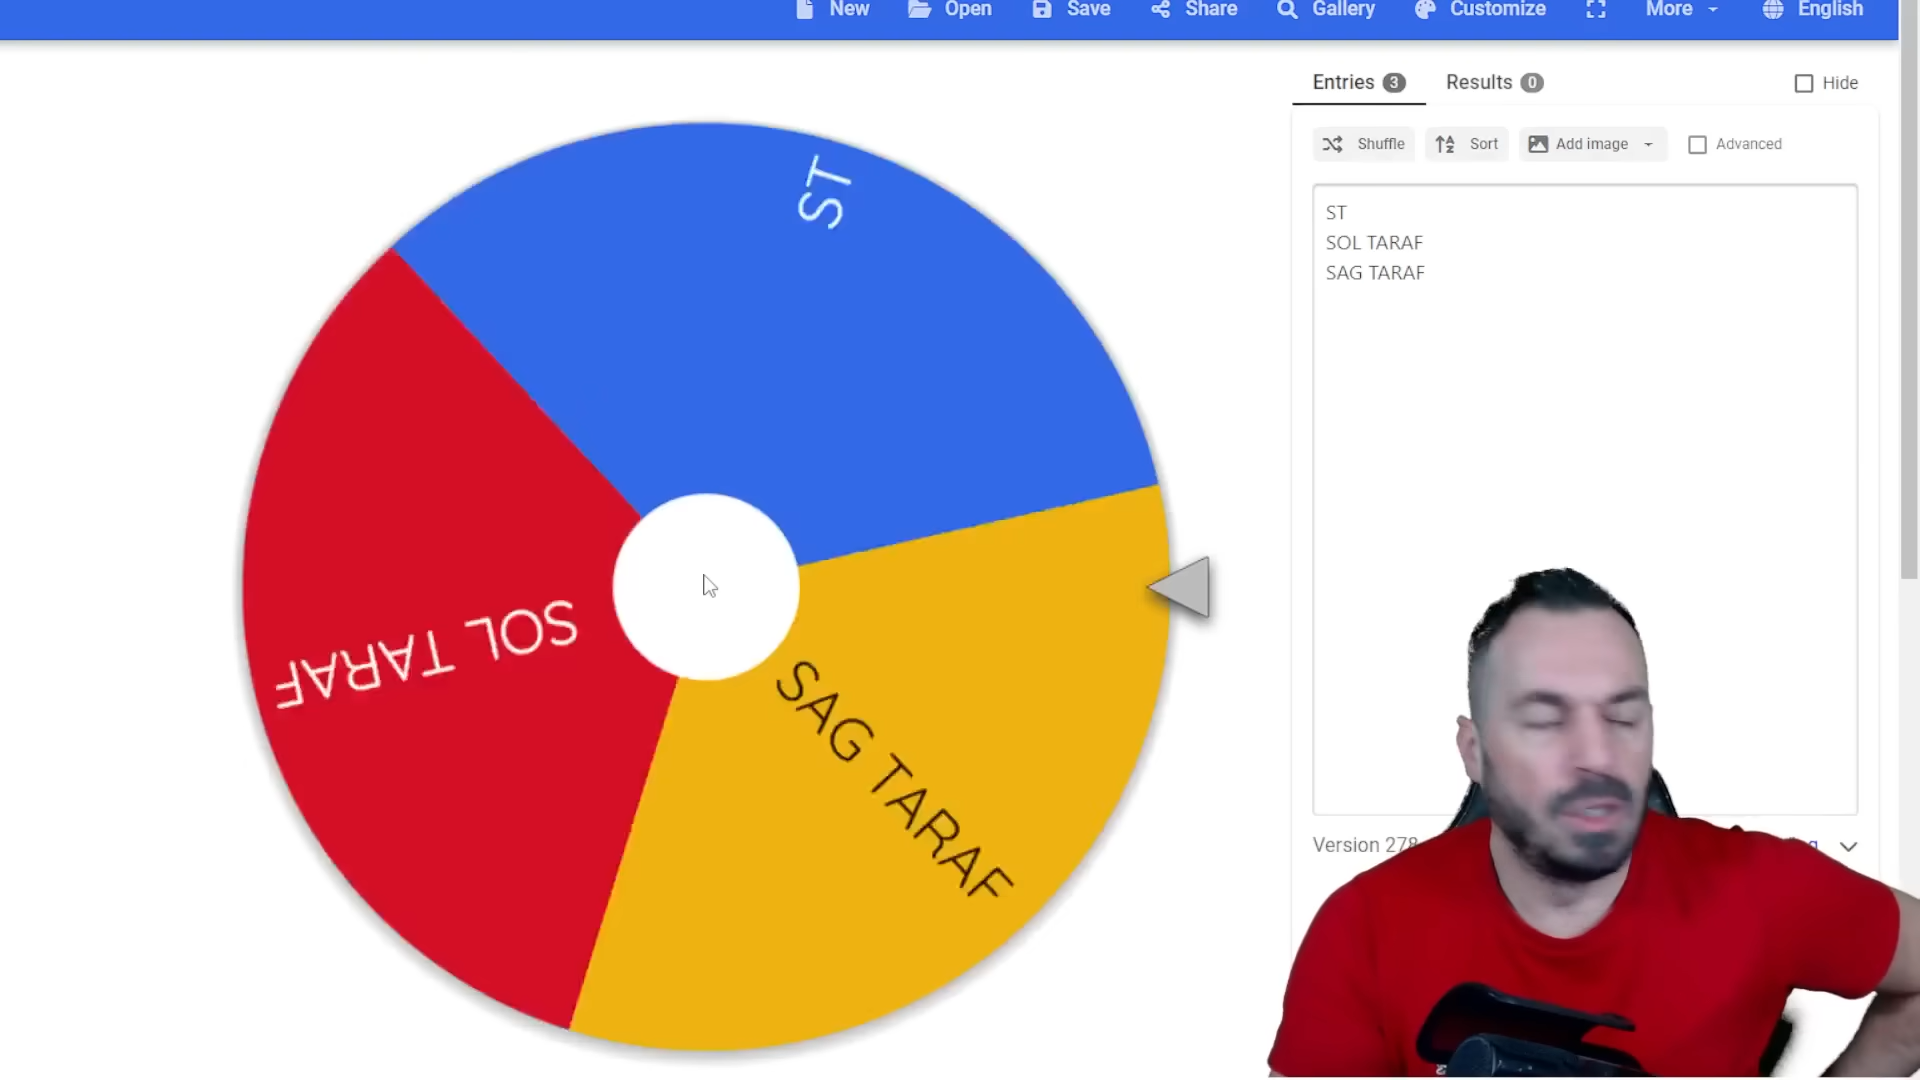 New Open Save Share Gallery Customize More English
Entries 3 Results 0 Hide
Shuffle Sort Add image Advanced
ST
SOL TARAF
SAG TARAF
Version 278
ST
SOL TARAF
SAG TARAF